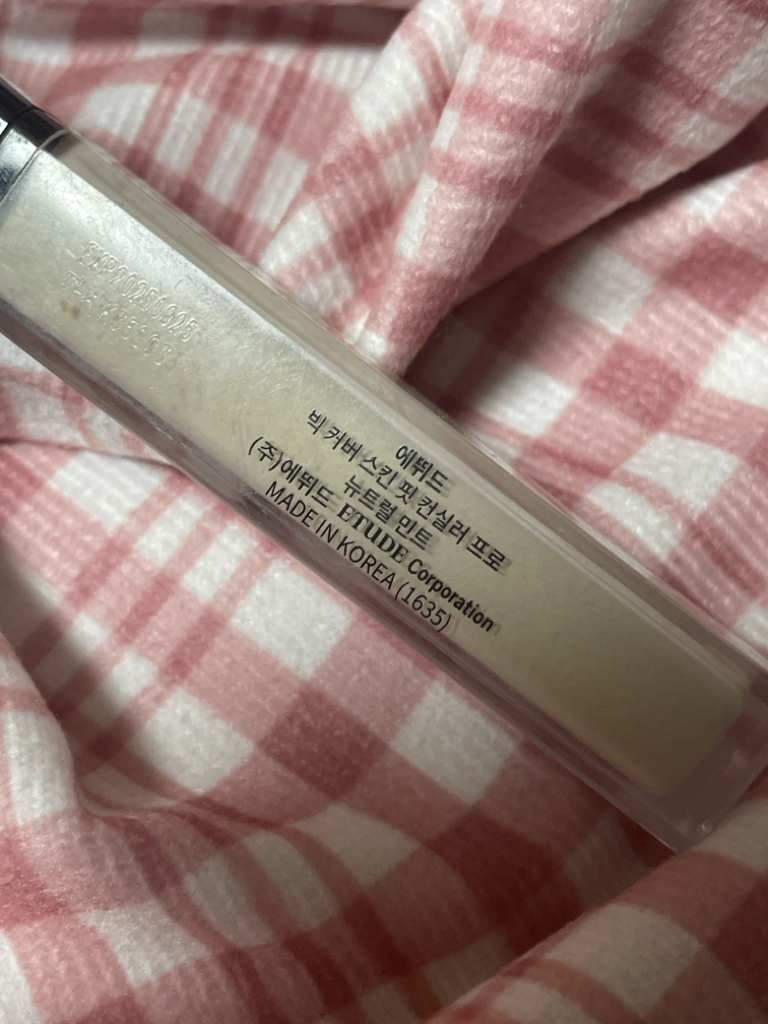 EXP20250625
에뛰드
빅 커버 스킨 핏 컨실러 프로
뉴트럴 민트
(주)에뛰드 ETUDE Corporation
MADE IN KOREA (1635)